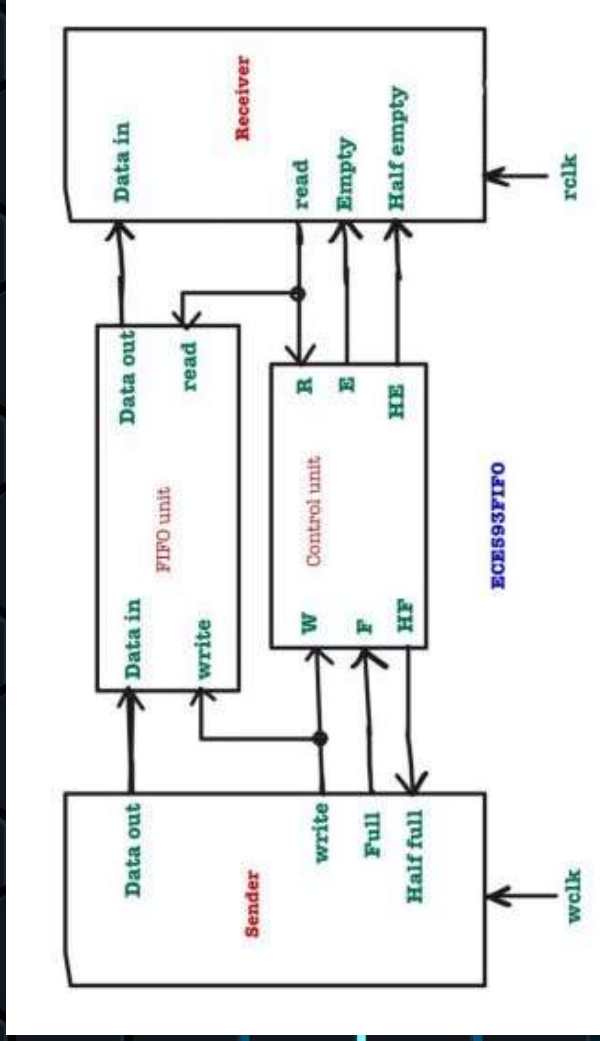 Sender
Data out
write
Full
Half full
wclk
FIFO unit
Data in
write
Data out
read
Control unit
W
F
HF
R
E
HE
Receiver
Data in
read
Empty
Half empty
rclk
ECE593FIFO